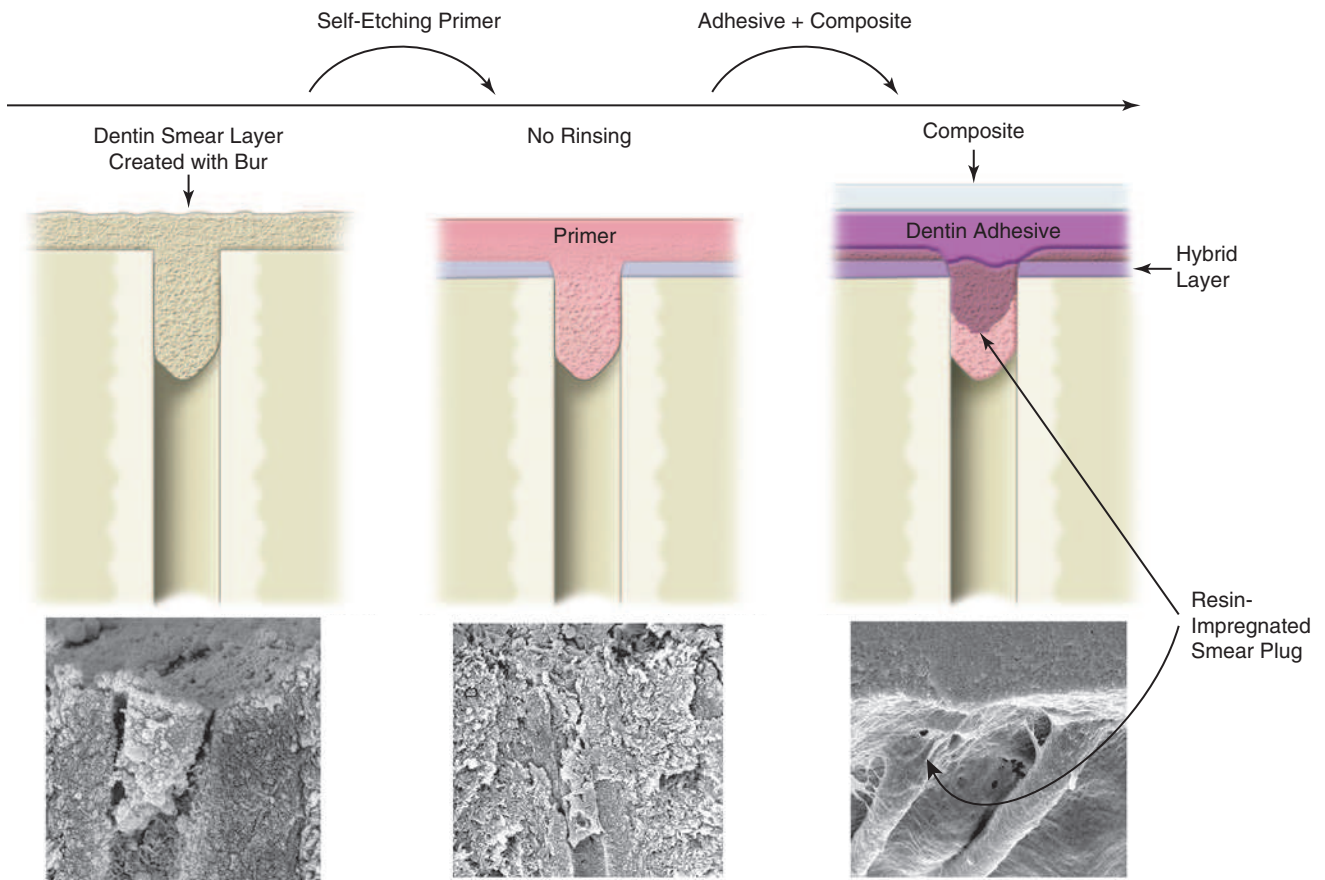 Self-Etching Primer
Adhesive + Composite
Dentin Smear Layer
Created with Bur
No Rinsing
Composite
Primer
Dentin Adhesive
Hybrid
Layer
Resin-
Impregnated
Smear Plug